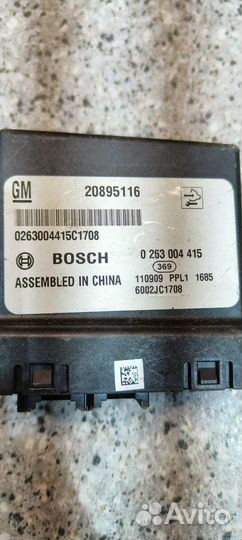 GM 20895116
0263004415C1708
BOSCH 0 263 004 415
369
ASSEMBLED IN CHINA 110909 PPL1 1685
6002JC1708
Avito